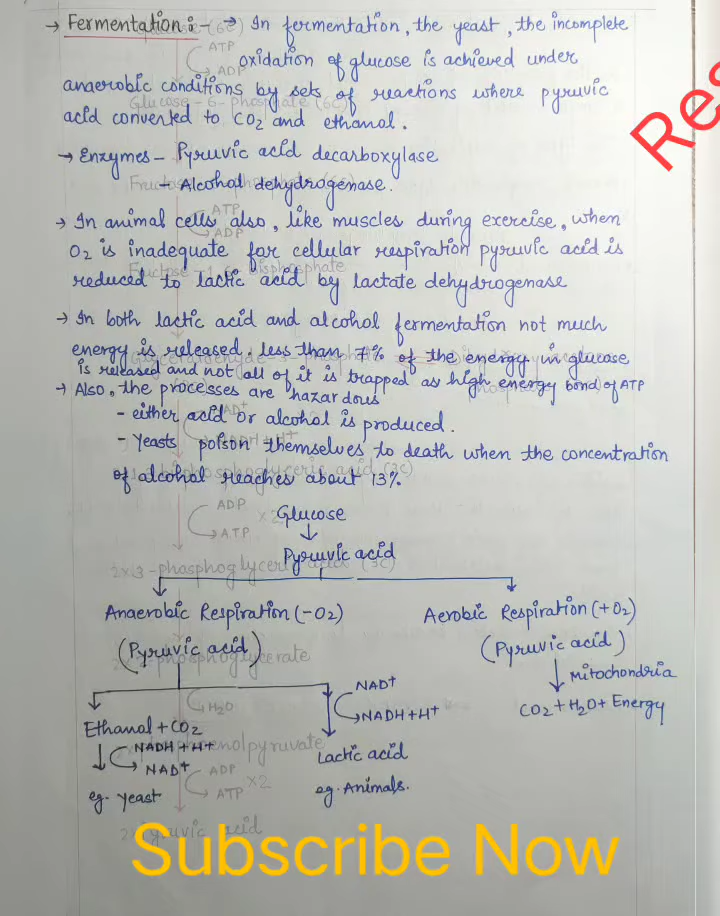 → Fermentation :- → In fermentation, the yeast, the incomplete
oxidation of glucose is achieved under
anaerobic conditions by sets of reactions where pyruvic
acid converted to CO2 and ethanol.
→ Enzymes - Pyruvic acid decarboxylase
- Alcohol dehydrogenase.
→ In animal cells also, like muscles during exercise, when
O2 is inadequate for cellular respiration pyruvic acid is
reduced to lactic acid by lactate dehydrogenase
→ In both lactic acid and alcohol fermentation not much
energy is released. less than 7% of the energy in glucose
is released and not all of it is trapped as high energy bond of ATP
→ Also, the processes are hazardous
- either acid or alcohol is produced.
- Yeasts poison themselves to death when the concentration
of alcohol reaches about 13%.
Glucose
↓
Pyruvic acid
Anaerobic Respiration (-O2) Aerobic Respiration (+O2)
(Pyruvic acid) (Pyruvic acid)
↓ Mitochondria
CO2 + H2O + Energy
NAD+
NADH + H+
Ethanol + CO2
NADH + H+
NAD+
Lactic acid
eg. Yeast
eg. Animals.
Subscribe Now
Res